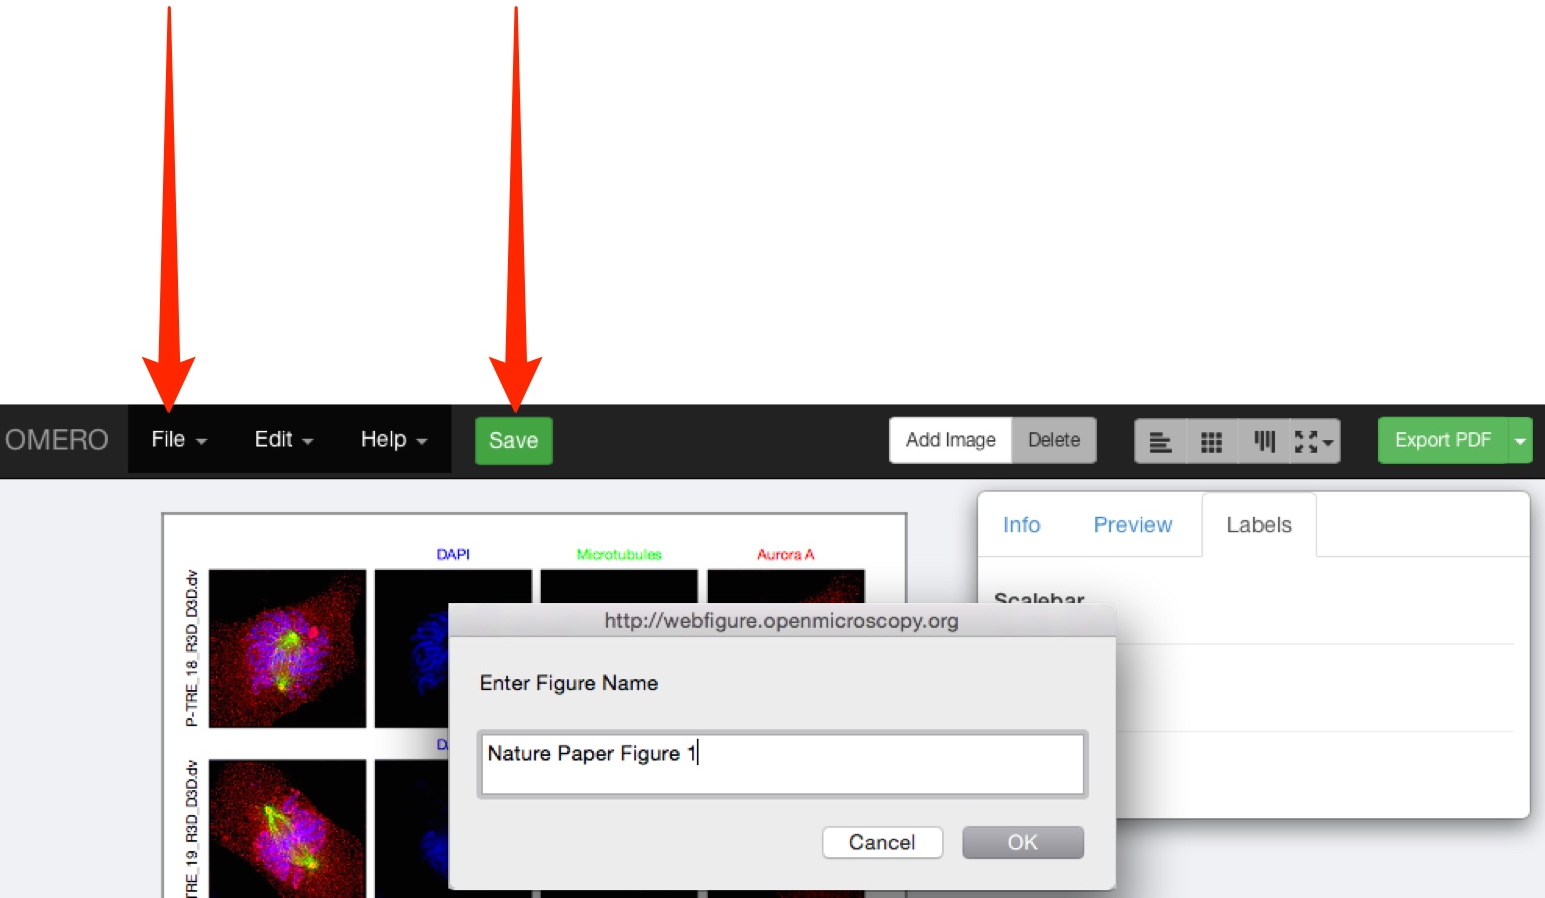 OMERO File Edit Help Save Add Image Delete Export PDF
Info Preview Labels
DAPI Microtubules Aurora A
P-TRE_18_R3D_D3D.dv
Scalebar
http://webfigure.openmicroscopy.org
Enter Figure Name
Nature Paper Figure 1
Cancel OK
TRE_19_R3D_D3D.dv